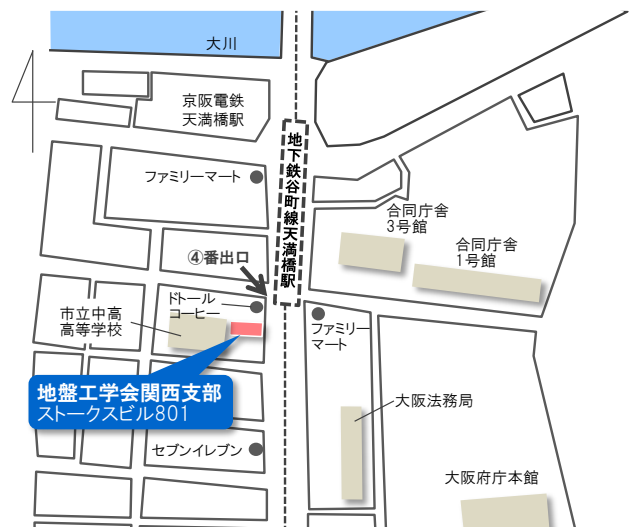 大川
京阪電鉄
天満橋駅
地下鉄谷町線天満橋駅
ファミリーマート
合同庁舎
3号館
合同庁舎
1号館
④番出口
ドトール
コーヒー
市立中高
高等学校
ファミリー
マート
地盤工学会関西支部
ストークスビル801
大阪法務局
セブンイレブン
大阪府庁本館